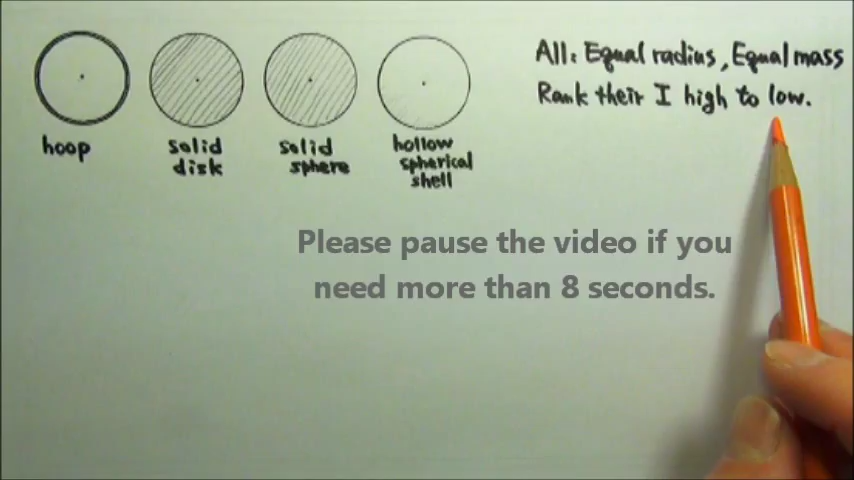 All: Equal radius, Equal mass
Rank their I high to low.
hoop
solid
disk
solid
sphere
hollow
spherical
shell
Please pause the video if you
need more than 8 seconds.